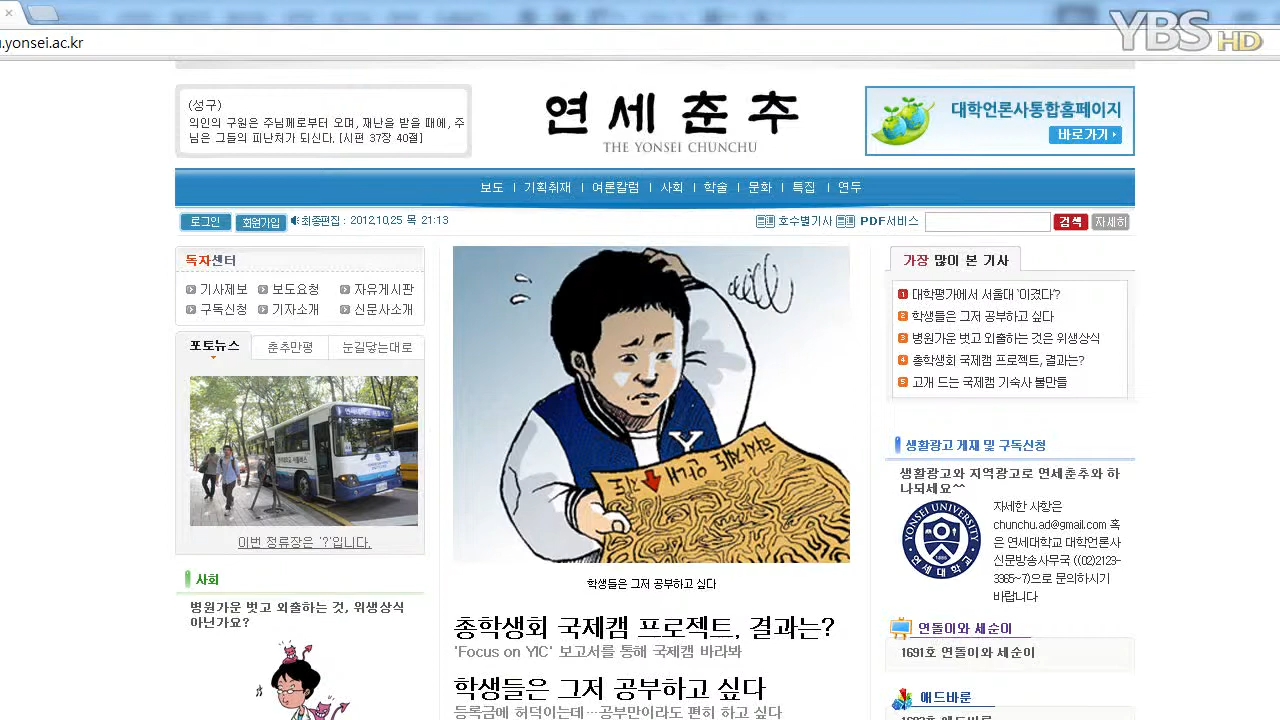 YBS HD
.yonsei.ac.kr
(성구)
의인의 구원은 주님께로부터 오며, 재난을 받을 때에, 주
님은 그들의 피난처가 되신다. [시편 37장 40절]
연세춘추
THE YONSEI CHUNCHU
대학언론사통합홈페이지
바로가기
보도 | 기획취재 | 여론칼럼 | 사회 | 학술 | 문화 | 특집 | 연두
로그인 회원가입 최종편집 : 2012.10.25 목 21:13
호수별기사 PDF서비스 검색 자세히
독자센터
기사제보 보도요청 자유게시판
구독신청 기자소개 신문사소개
포토뉴스 춘추만평 눈길닿는대로
이번 정류장은 '?'입니다.
사회
병원가운 벗고 외출하는 것, 위생상식
아닌가요?
Y
학사제도 안내
지도
학생들은 그저 공부하고 싶다
총학생회 국제캠 프로젝트, 결과는?
'Focus on YIC' 보고서를 통해 국제캠 바라봐
학생들은 그저 공부하고 싶다
등록금에 허덕이는데…공부만이라도 편히 하고 싶다
가장 많이 본 기사
1 대학평가에서 서울대 '이겼다'?
2 학생들은 그저 공부하고 싶다
3 병원가운 벗고 외출하는 것은 위생상식
4 총학생회 국제캠 프로젝트, 결과는?
5 고개 드는 국제캠 기숙사 불만들
생활광고 게재 및 구독신청
생활광고와 지역광고로 연세춘추와 하
나되세요^^
YONSEI UNIVERSITY
1885
연세대학교
자세한 사항은
chunchu.ad@gmail.com 혹
은 연세대학교 대학언론사
신문방송사무국 ((02)2123-
3365~7)으로 문의하시기
바랍니다
연돌이와 세순이
1691호 연돌이와 세순이
애드바룬